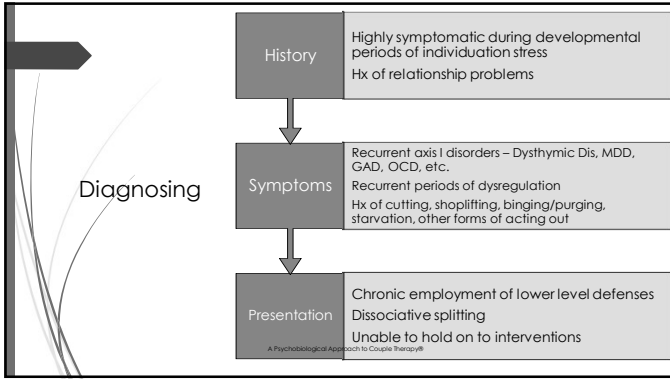 Diagnosing
History
Highly symptomatic during developmental
periods of individuation stress
Hx of relationship problems
Symptoms
Recurrent axis I disorders – Dysthymic Dis, MDD,
GAD, OCD, etc.
Recurrent periods of dysregulation
Hx of cutting, shoplifting, binging/purging,
starvation, other forms of acting out
Presentation
Chronic employment of lower level defenses
Dissociative splitting
Unable to hold on to interventions
A Psychobiological Approach to Couple Therapy®